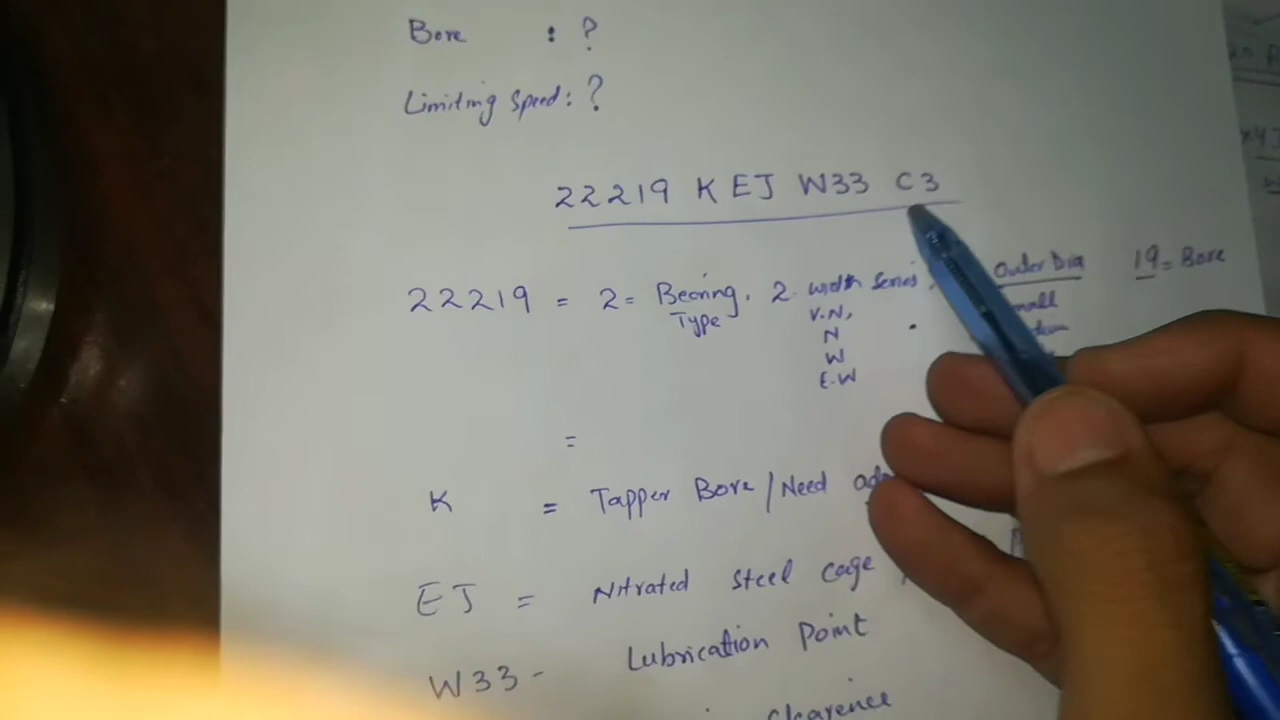 Bore : ?
Limiting Speed : ?
22219 K EJ W33 C3
22219 = 2 = Bearing Type, 2 width Series, Outer Dia 19 = Bore
V.N,
N
W
E.W
=
K = Tapper Bore / Need
EJ = Nitrated Steel cage
W33 - Lubrication Point
Clearence